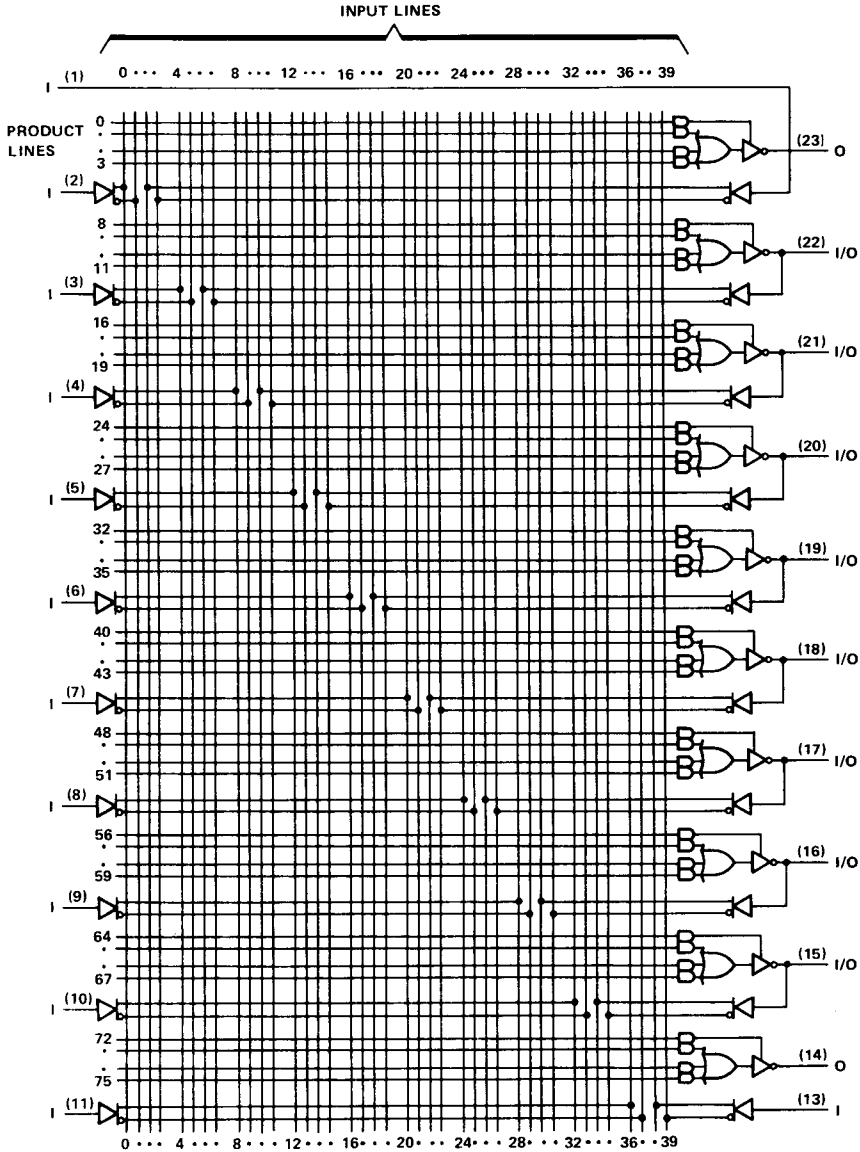 INPUT LINES
0 ••• 4 ••• 8 ••• 12 ••• 16 ••• 20 ••• 24 ••• 28 ••• 32 ••• 36 ••• 39
I (1)
PRODUCT LINES
0
•
•
3
(23) O
I (2)
8
•
•
11
(22) I/O
I (3)
16
•
•
19
(21) I/O
I (4)
24
•
•
27
(20) I/O
I (5)
32
•
•
35
(19) I/O
I (6)
40
•
•
43
(18) I/O
I (7)
48
•
•
51
(17) I/O
I (8)
56
•
•
59
(16) I/O
I (9)
64
•
•
67
(15) I/O
I (10)
72
•
•
75
(14) O
I (11)
(13) I
0 ••• 4 ••• 8 ••• 12 ••• 16 ••• 20 ••• 24 ••• 28 ••• 32 ••• 36 ••• 39